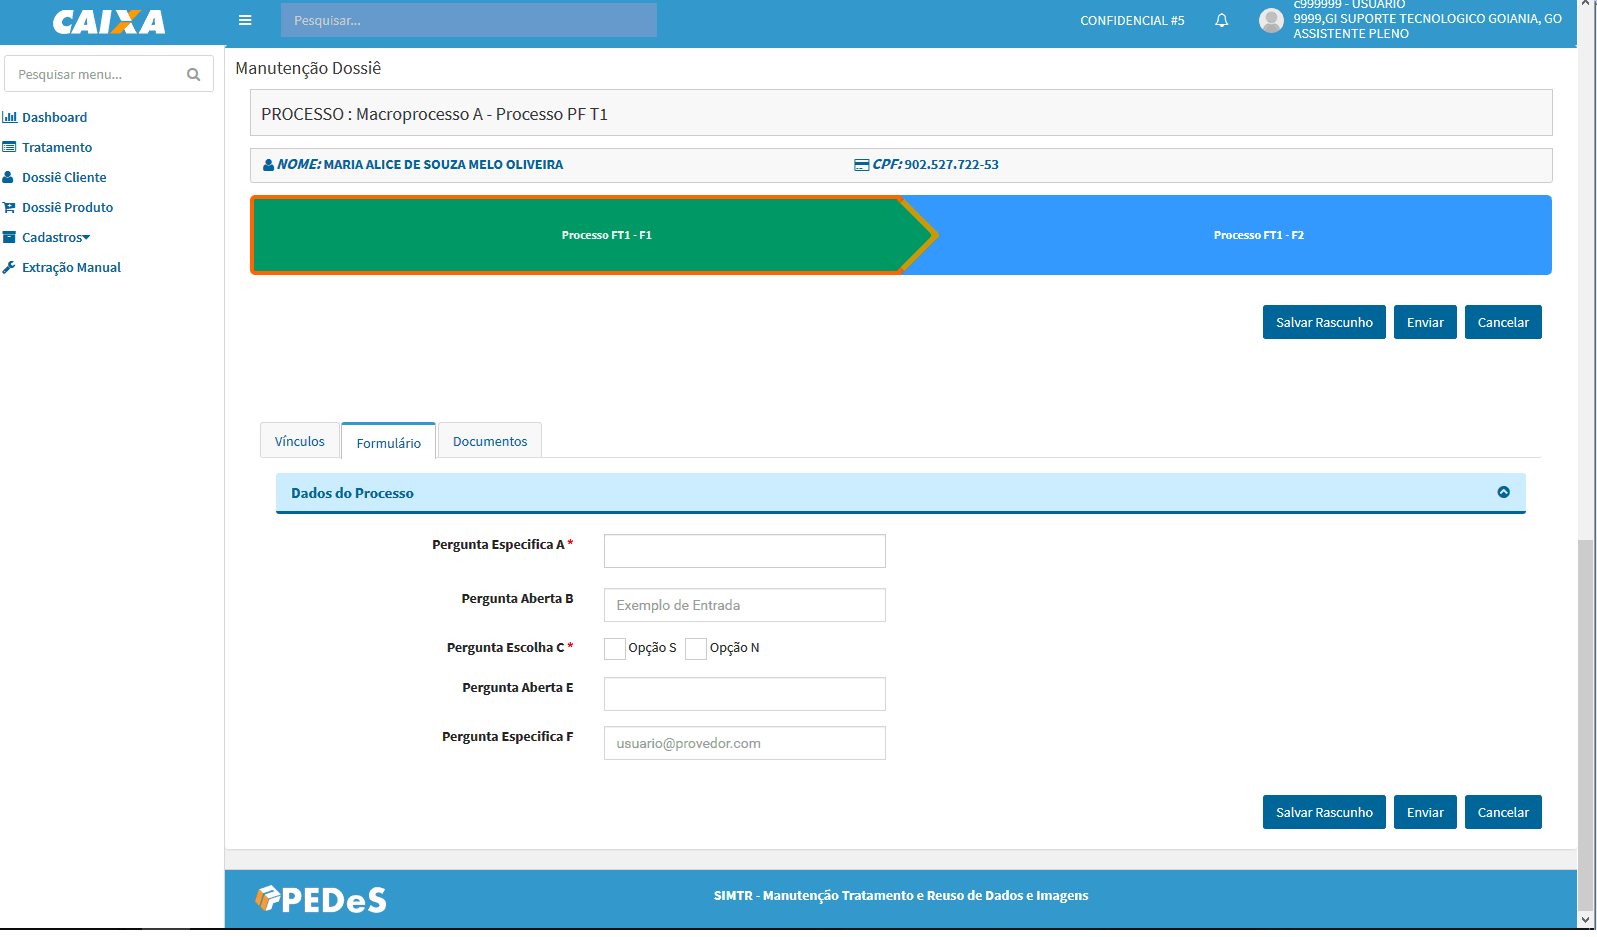 CAIXA
Pesquisar...
CONFIDENCIAL #5
c999999 - USUARIO
9999,GI SUPORTE TECNOLOGICO GOIANIA, GO
ASSISTENTE PLENO
Pesquisar menu...
Dashboard
Tratamento
Dossiê Cliente
Dossiê Produto
Cadastros
Extração Manual
Manutenção Dossiê
PROCESSO : Macroprocesso A - Processo PF T1
NOME: MARIA ALICE DE SOUZA MELO OLIVEIRA
CPF: 902.527.722-53
Processo FT1 - F1
Processo FT1 - F2
Salvar Rascunho
Enviar
Cancelar
Vínculos
Formulário
Documentos
Dados do Processo
Pergunta Especifica A *
Pergunta Aberta B
Exemplo de Entrada
Pergunta Escolha C *
Opção S
Opção N
Pergunta Aberta E
Pergunta Especifica F
usuario@provedor.com
Salvar Rascunho
Enviar
Cancelar
PEDeS
SIMTR - Manutenção Tratamento e Reuso de Dados e Imagens